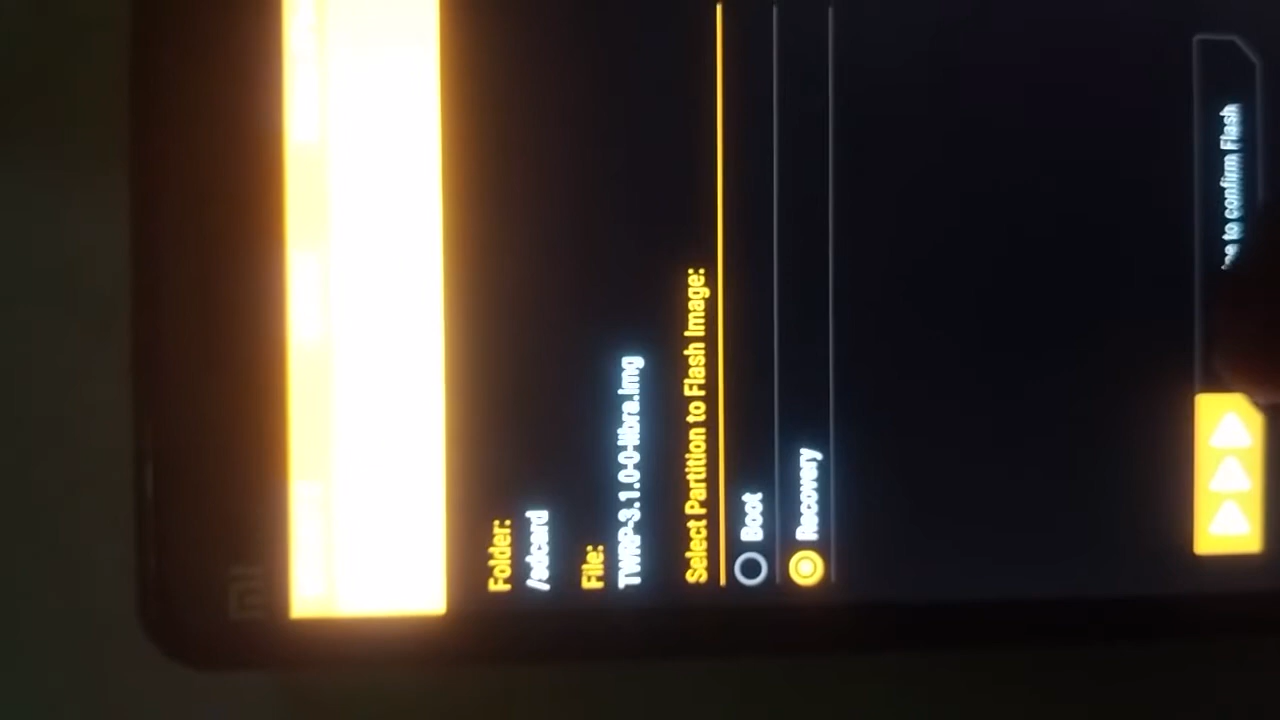 Folder:
/sdcard
File:
TWRP-3.1.0-0-libra.img
Select Partition to Flash Image:
Boot
Recovery
to confirm Flash